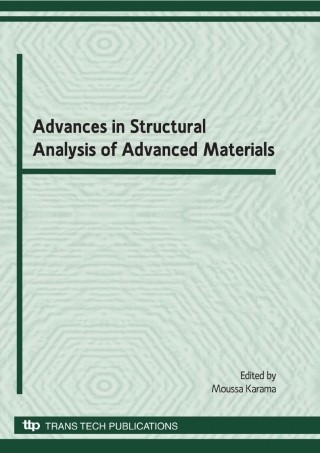 Advances in Structural
Analysis of Advanced Materials
Edited by
Moussa Karama
ttp TRANS TECH PUBLICATIONS